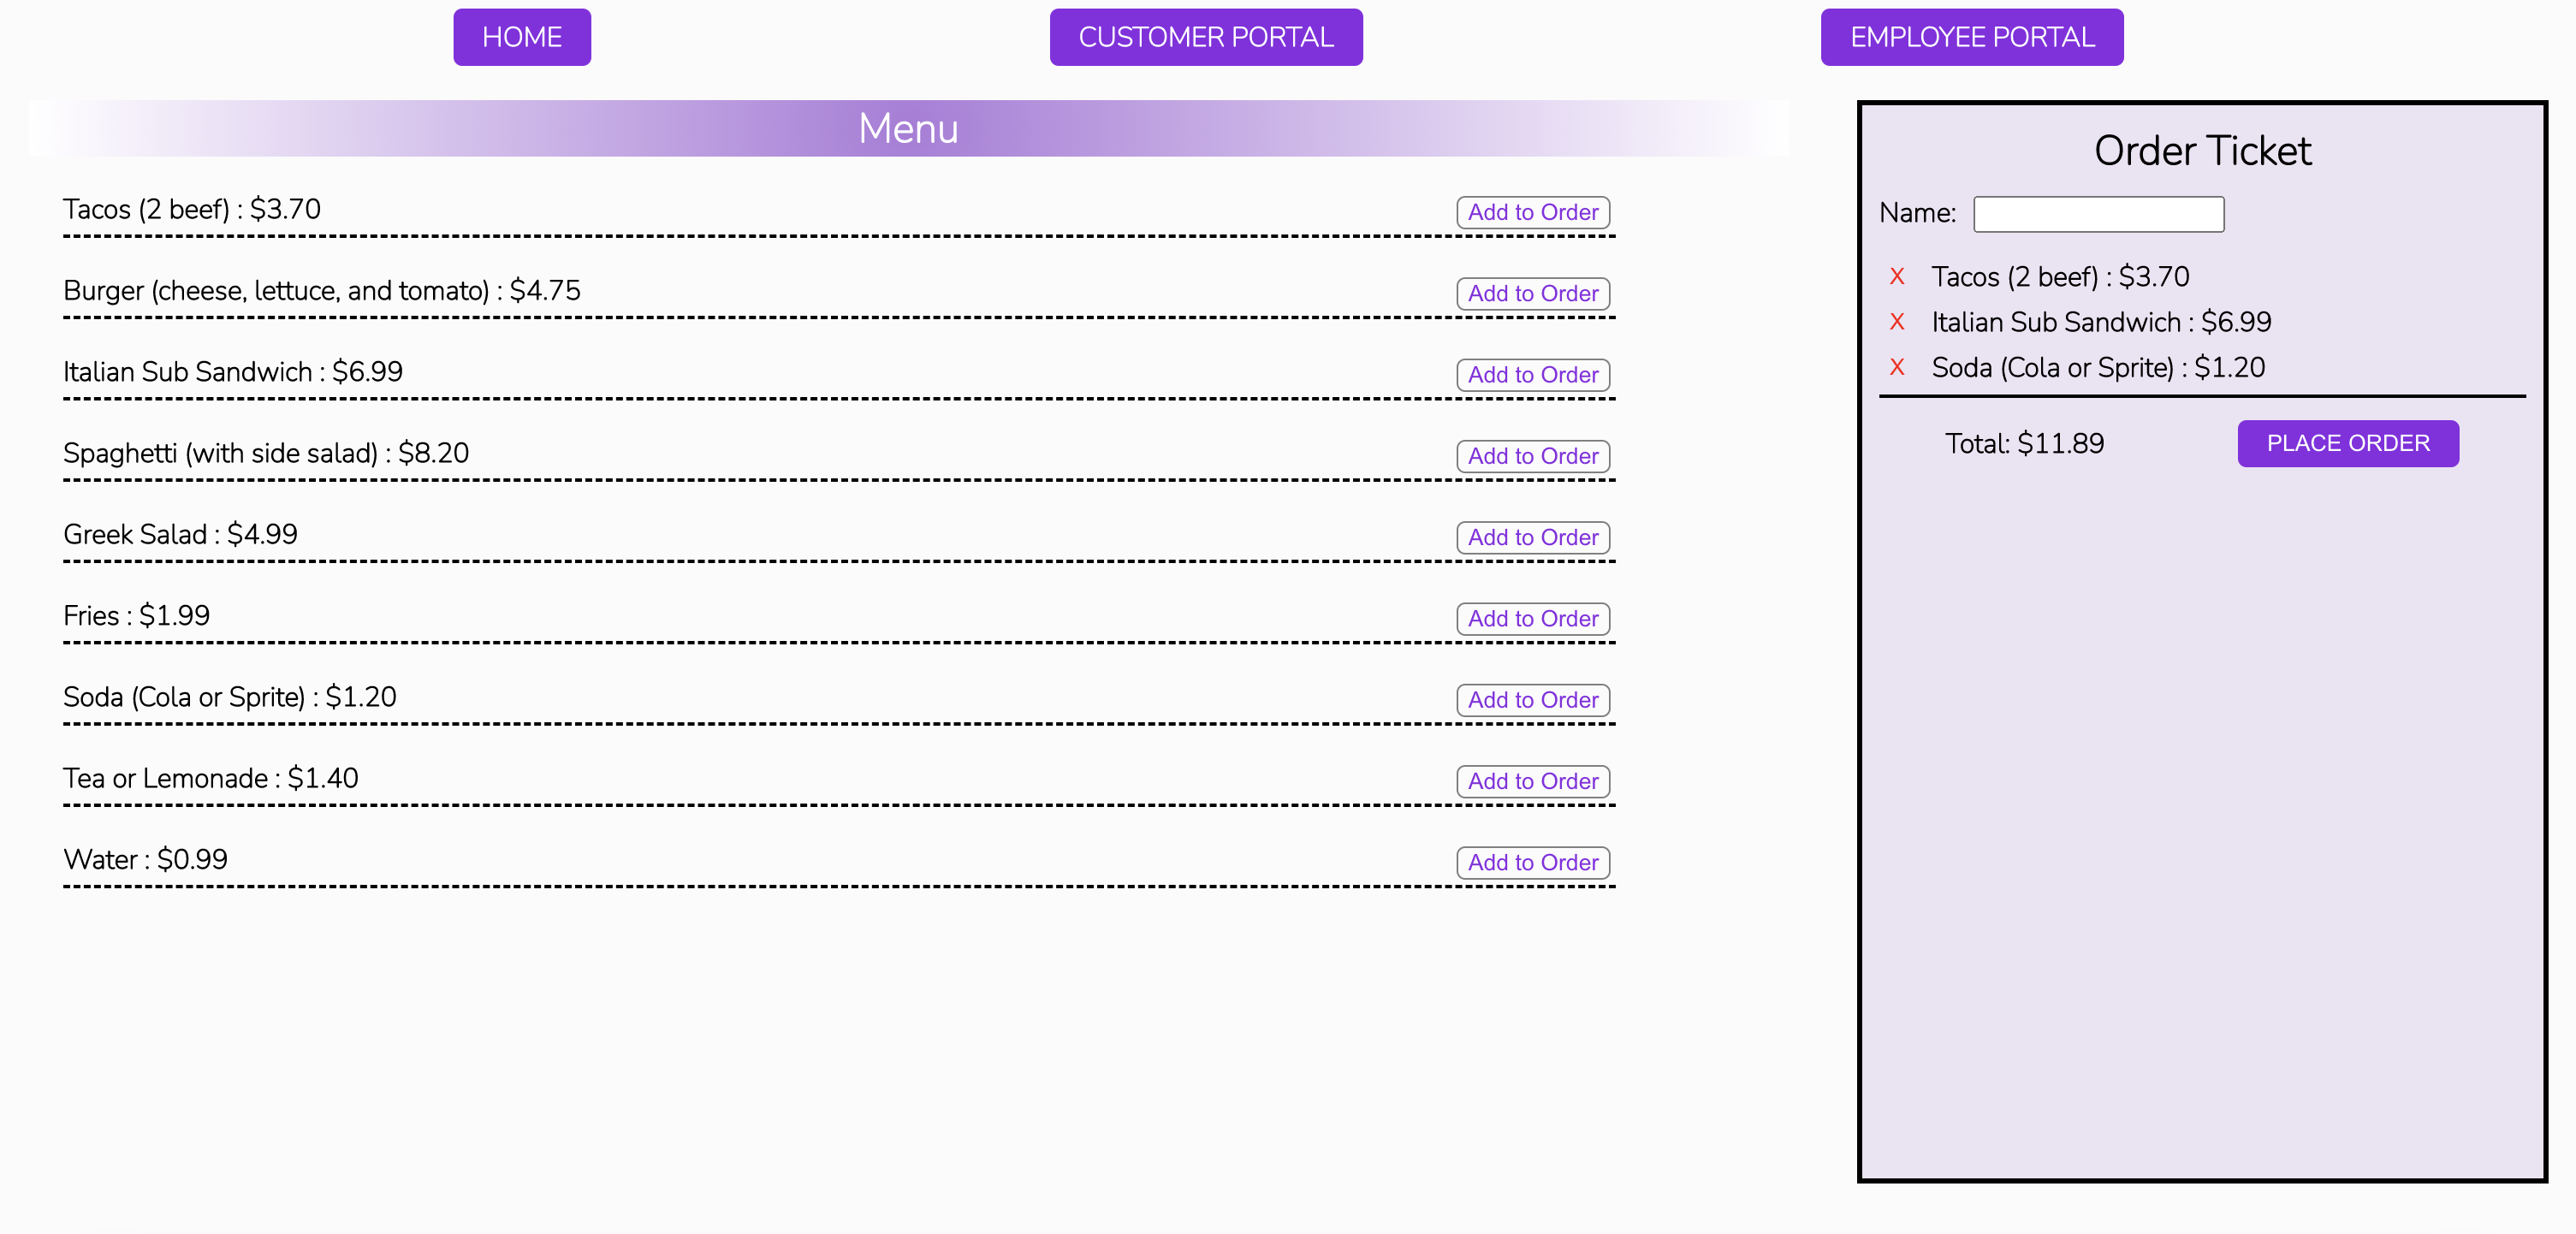 HOME
CUSTOMER PORTAL
EMPLOYEE PORTAL
Menu
Tacos (2 beef) : $3.70
Add to Order
Burger (cheese, lettuce, and tomato) : $4.75
Add to Order
Italian Sub Sandwich : $6.99
Add to Order
Spaghetti (with side salad) : $8.20
Add to Order
Greek Salad : $4.99
Add to Order
Fries : $1.99
Add to Order
Soda (Cola or Sprite) : $1.20
Add to Order
Tea or Lemonade : $1.40
Add to Order
Water : $0.99
Add to Order
Order Ticket
Name:
X Tacos (2 beef) : $3.70
X Italian Sub Sandwich : $6.99
X Soda (Cola or Sprite) : $1.20
Total: $11.89
PLACE ORDER